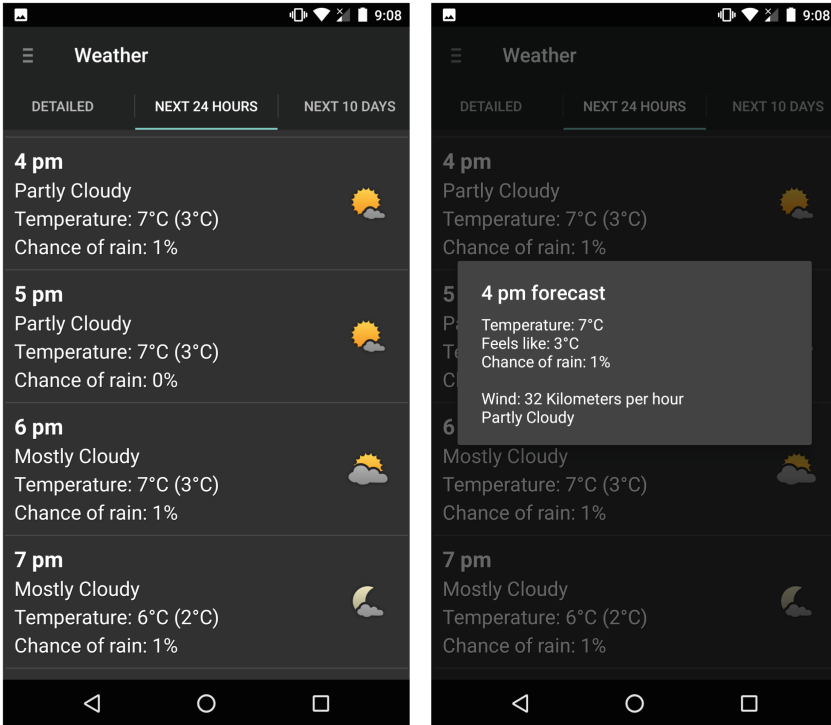 9:08
Weather
DETAILED
NEXT 24 HOURS
NEXT 10 DAYS
4 pm
Partly Cloudy
Temperature: 7°C (3°C)
Chance of rain: 1%
5 pm
Partly Cloudy
Temperature: 7°C (3°C)
Chance of rain: 0%
6 pm
Mostly Cloudy
Temperature: 7°C (3°C)
Chance of rain: 1%
7 pm
Mostly Cloudy
Temperature: 6°C (2°C)
Chance of rain: 1%
9:08
Weather
DETAILED
NEXT 24 HOURS
NEXT 10 DAYS
4 pm
Partly Cloudy
Temperature: 7°C (3°C)
Chance of rain: 1%
5
4 pm forecast
Temperature: 7°C
Feels like: 3°C
Chance of rain: 1%
Wind: 32 Kilometers per hour
Partly Cloudy
6
Mostly Cloudy
Temperature: 7°C (3°C)
Chance of rain: 1%
7 pm
Mostly Cloudy
Temperature: 6°C (2°C)
Chance of rain: 1%